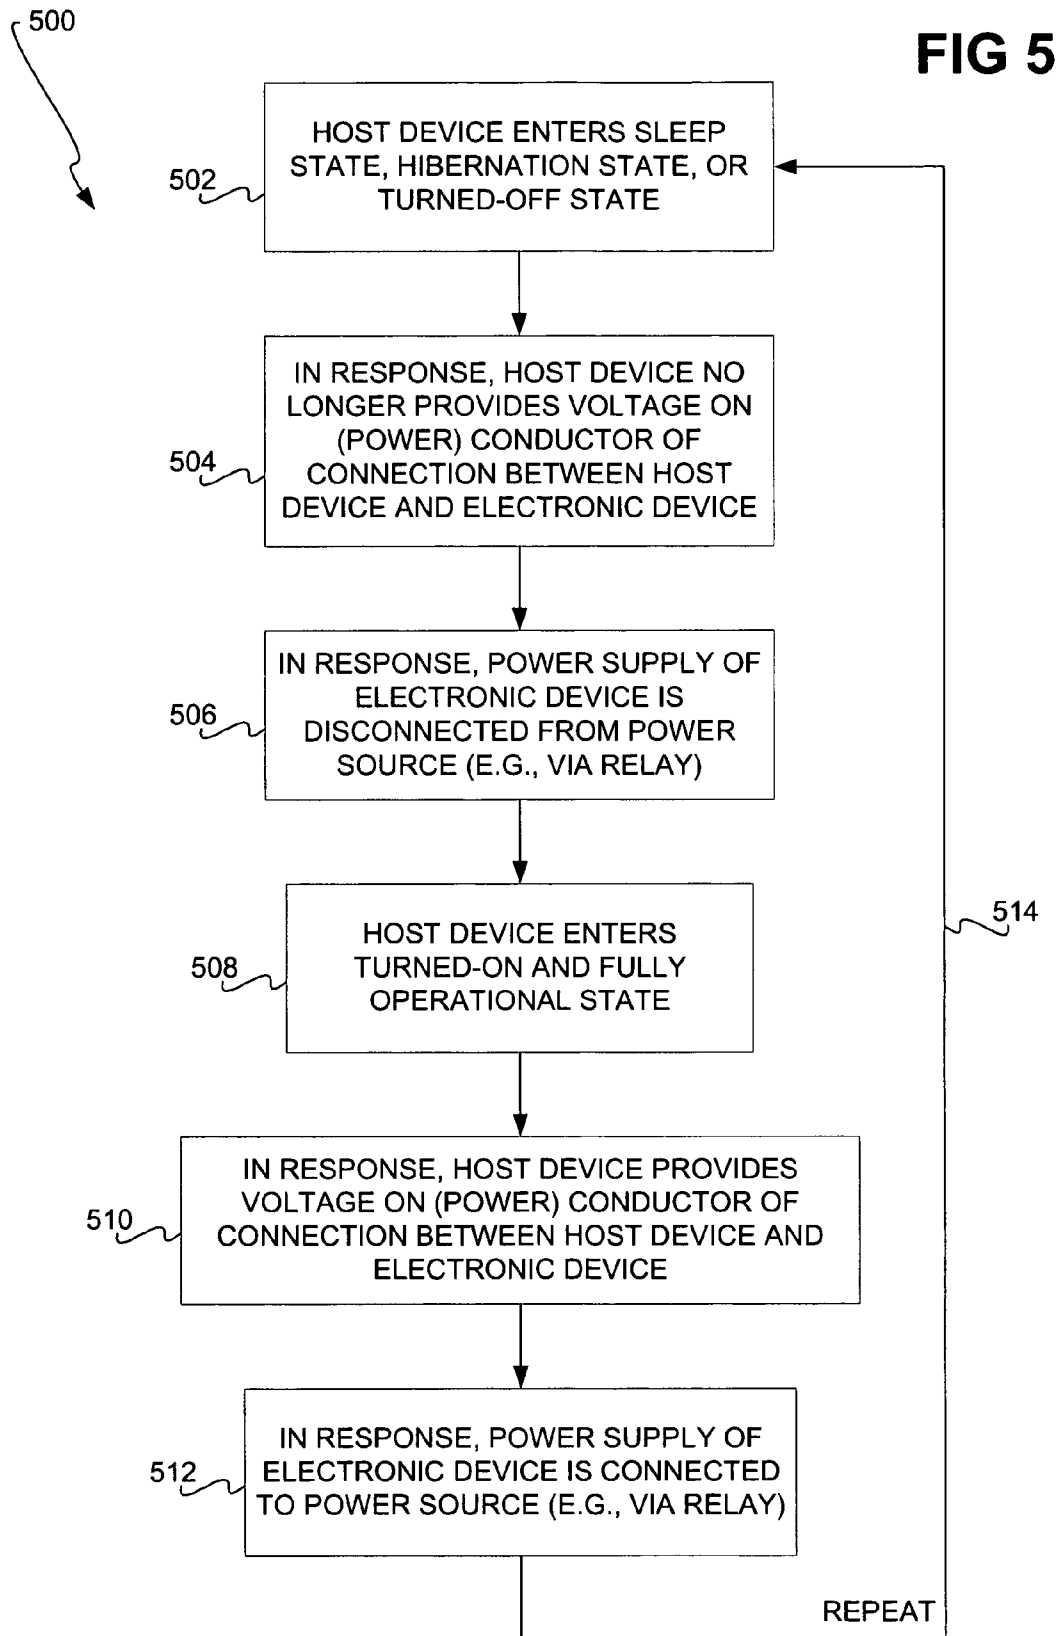 500
FIG 5
HOST DEVICE ENTERS SLEEP
STATE, HIBERNATION STATE, OR
TURNED-OFF STATE
502
IN RESPONSE, HOST DEVICE NO
LONGER PROVIDES VOLTAGE ON
(POWER) CONDUCTOR OF
CONNECTION BETWEEN HOST
DEVICE AND ELECTRONIC DEVICE
504
IN RESPONSE, POWER SUPPLY OF
ELECTRONIC DEVICE IS
DISCONNECTED FROM POWER
SOURCE (E.G., VIA RELAY)
506
HOST DEVICE ENTERS
TURNED-ON AND FULLY
OPERATIONAL STATE
508
514
IN RESPONSE, HOST DEVICE PROVIDES
VOLTAGE ON (POWER) CONDUCTOR OF
CONNECTION BETWEEN HOST DEVICE AND
ELECTRONIC DEVICE
510
IN RESPONSE, POWER SUPPLY OF
ELECTRONIC DEVICE IS CONNECTED
TO POWER SOURCE (E.G., VIA RELAY)
512
REPEAT